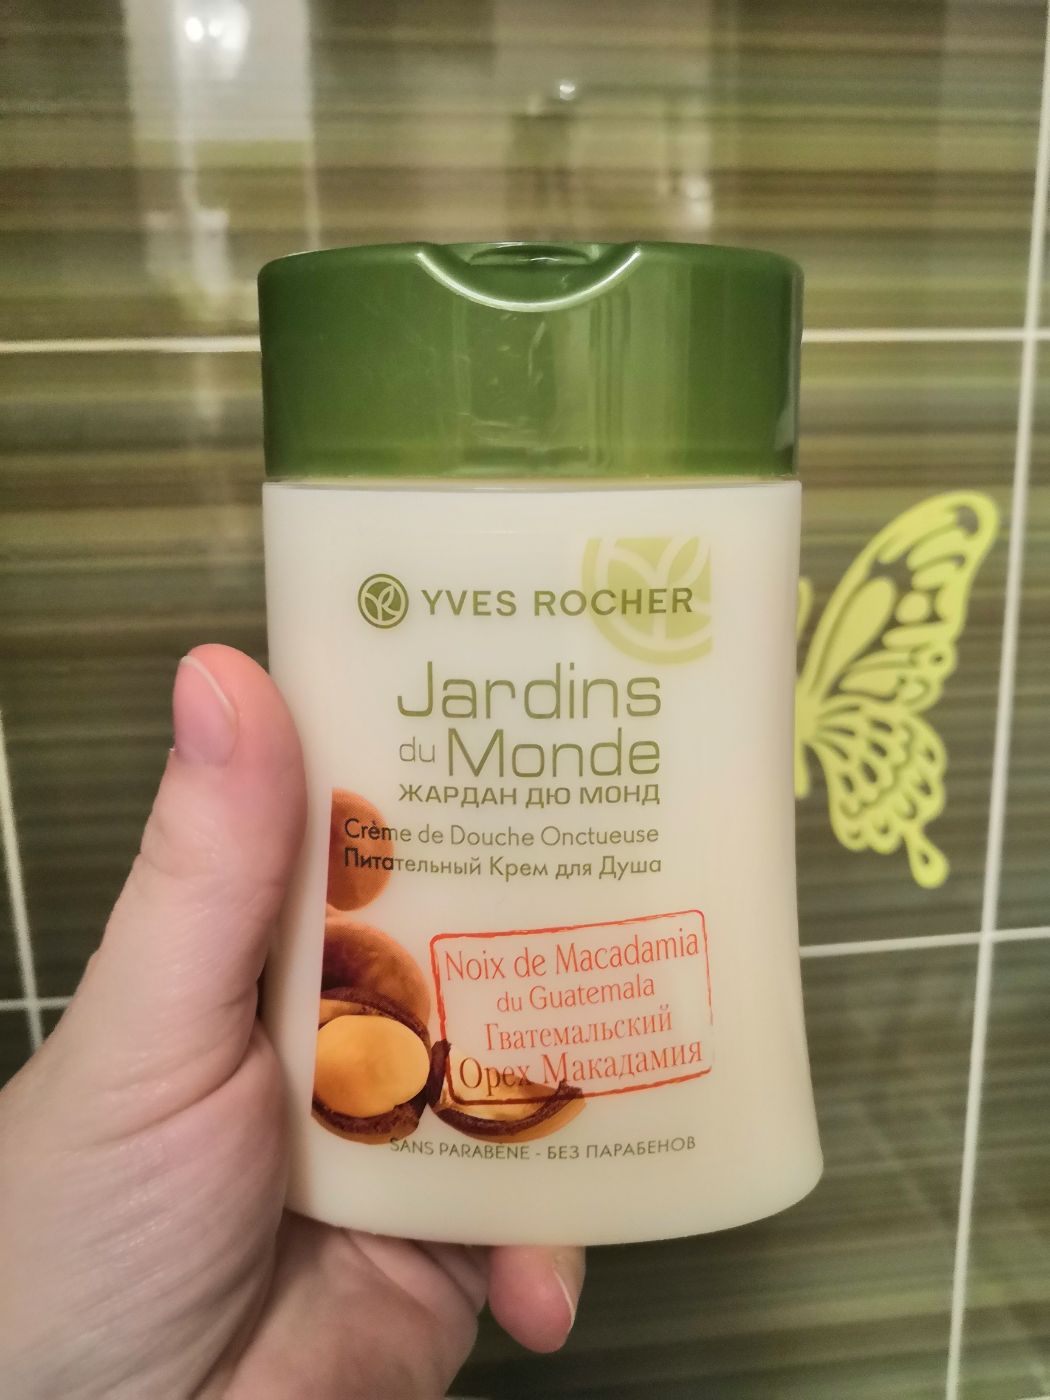 YVES ROCHER
Jardins
du Monde
ЖАРДАН ДЮ МОНД
Crème de Douche Onctueuse
Питательный Крем для Душа
Noix de Macadamia
du Guatemala
Гватемальский
Орех Макадамия
SANS PARABÈNE - БЕЗ ПАРАБЕНОВ